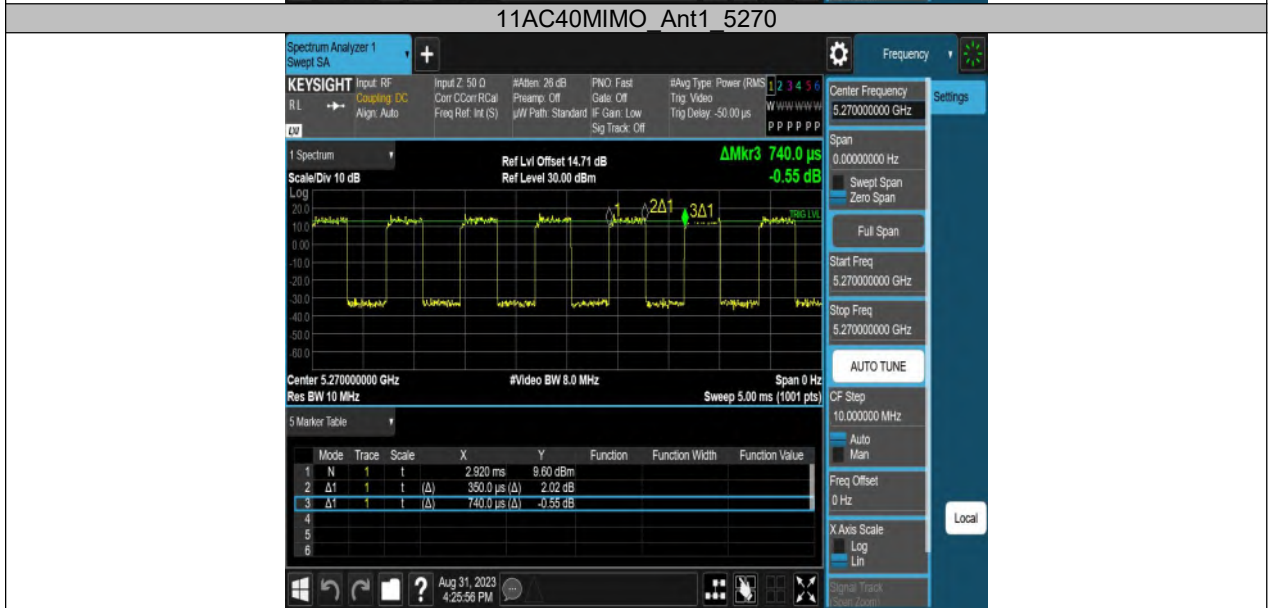 11AC40MIMO_Ant1_5270
Spectrum Analyzer 1
Swept SA
+
Frequency
KEYSIGHT
RL
LXI
Input: RF
Coupling: DC
Align: Auto
Input Z: 50 Ω
Corr CCorr RCal
Freq Ref: Int (S)
#Atten: 26 dB
Preamp: Off
µW Path: Standard
PNO: Fast
Gate: Off
IF Gain: Low
Sig Track: Off
#Avg Type: Power (RMS
Trig: Video
Trig Delay: -50.00 µs
1 2 3 4 5 6
W W W W W W
P P P P P P
1 Spectrum
Scale/Div 10 dB
Ref Lvl Offset 14.71 dB
Ref Level 30.00 dBm
ΔMkr3 740.0 µs
-0.55 dB
Log
20.0
10.0
0.00
-10.0
-20.0
-30.0
-40.0
-50.0
-60.0
1
2Δ1
3Δ1
TRIG LVL
Center 5.270000000 GHz
#Video BW 8.0 MHz
Span 0 Hz
Res BW 10 MHz
Sweep 5.00 ms (1001 pts)
5 Marker Table
Mode Trace Scale X Y Function Function Width Function Value
1 N 1 t 2.920 ms 9.60 dBm
2 Δ1 1 t (Δ) 350.0 µs (Δ) 2.02 dB
3 Δ1 1 t (Δ) 740.0 µs (Δ) -0.55 dB
4
5
6
Center Frequency
5.270000000 GHz
Settings
Span
0.00000000 Hz
Swept Span
Zero Span
Full Span
Start Freq
5.270000000 GHz
Stop Freq
5.270000000 GHz
AUTO TUNE
CF Step
10.000000 MHz
Auto
Man
Freq Offset
0 Hz
Local
X Axis Scale
Log
Lin
Signal Track
(Span Zoom)
?
Aug 31, 2023
4:25:56 PM